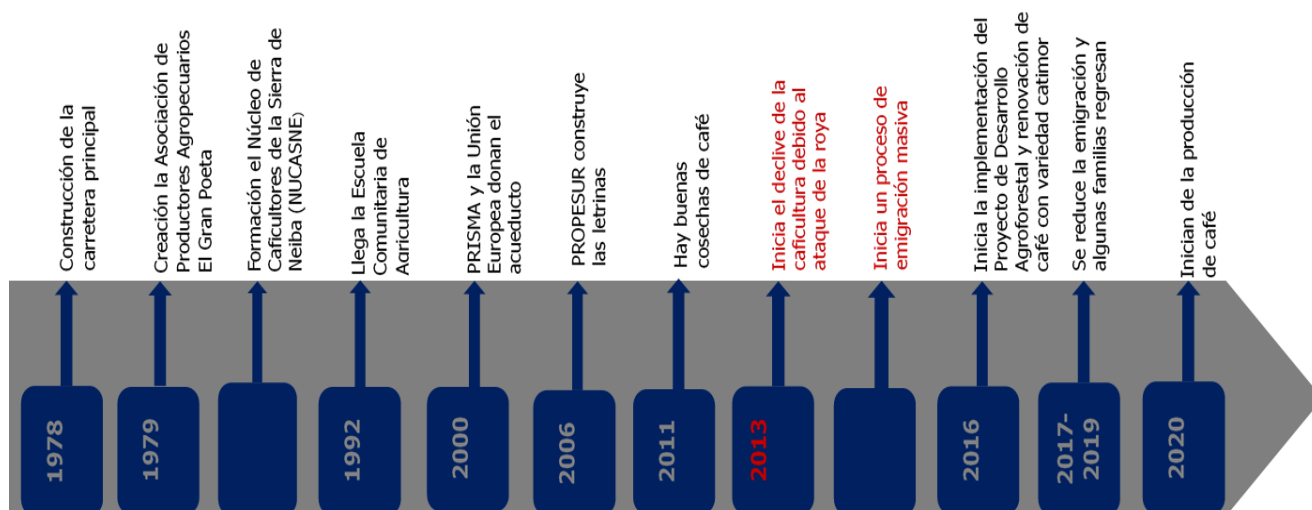 1978
Construcción de la
carretera principal
1979
Creación la Asociación de
Productores Agropecuarios
El Gran Poeta
Formación el Núcleo de
Caficultores de la Sierra de
Neiba (NUCASNE)
1992
Llega la Escuela
Comunitaria de
Agricultura
2000
PRISMA y la Unión
Europea donan el
acueducto
2006
PROPESUR construye
las letrinas
2011
Hay buenas
cosechas de café
2013
Inicia el declive de la
caficultura debido al
ataque de la roya
Inicia un proceso de
emigración masiva
2016
Inicia la implementación del
Proyecto de Desarrollo
Agroforestal y renovación de
café con variedad catimor
2017-
2019
Se reduce la emigración y
algunas familias regresan
2020
Inician de la producción
de café